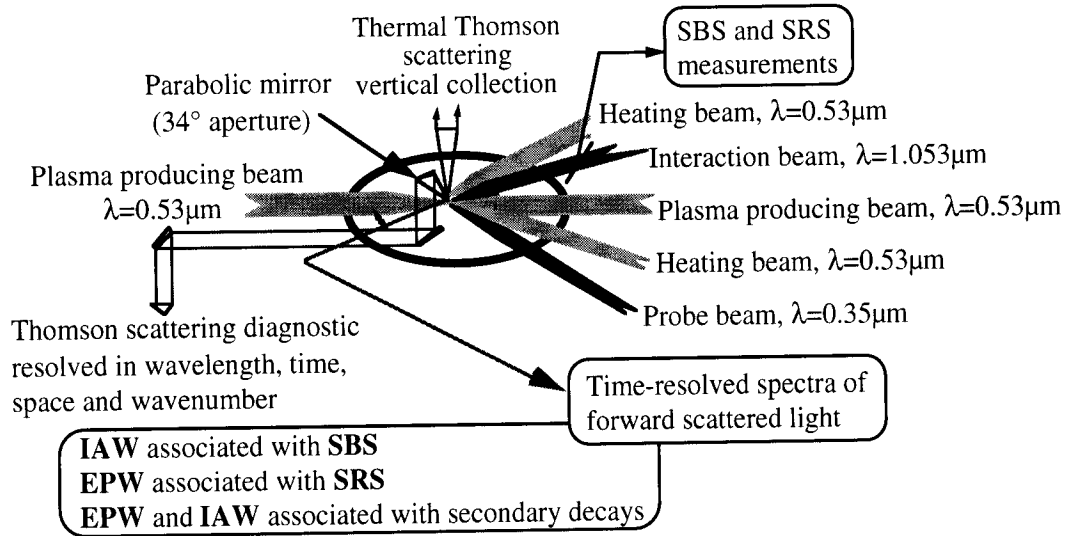 Thermal Thomson
scattering
vertical collection
SBS and SRS
measurements
Parabolic mirror
(34° aperture)
Heating beam, λ=0.53μm
Interaction beam, λ=1.053μm
Plasma producing beam
λ=0.53μm
Plasma producing beam, λ=0.53μm
Heating beam, λ=0.53μm
Probe beam, λ=0.35μm
Thomson scattering diagnostic
resolved in wavelength, time,
space and wavenumber
Time-resolved spectra of
forward scattered light
IAW associated with SBS
EPW associated with SRS
EPW and IAW associated with secondary decays